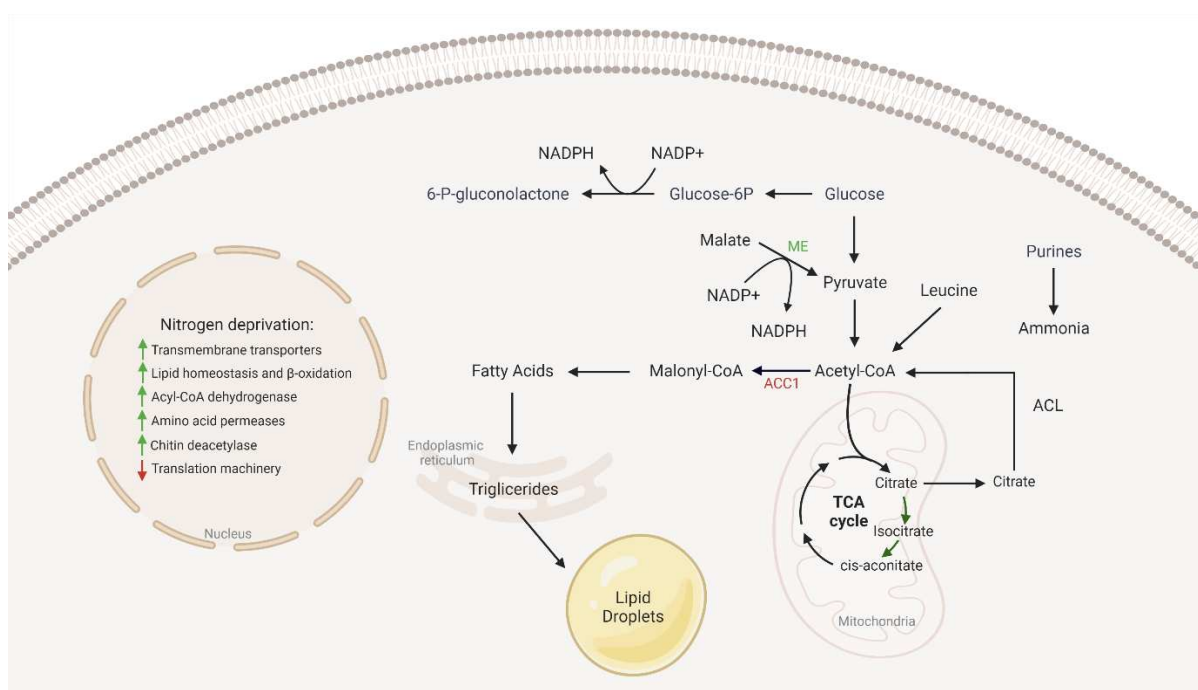 NADPH
NADP+
6-P-gluconolactone
Glucose-6P
Glucose
Malate
ME
NADP+
Pyruvate
NADPH
Leucine
Purines
Ammonia
Nitrogen deprivation:
Transmembrane transporters
Lipid homeostasis and β-oxidation
Acyl-CoA dehydrogenase
Amino acid permeases
Chitin deacetylase
Translation machinery
Nucleus
Fatty Acids
Malonyl-CoA
ACC1
Acetyl-CoA
ACL
Endoplasmic
reticulum
Triglicerides
Lipid
Droplets
Citrate
Citrate
TCA
cycle
Isocitrate
cis-aconitate
Mitochondria